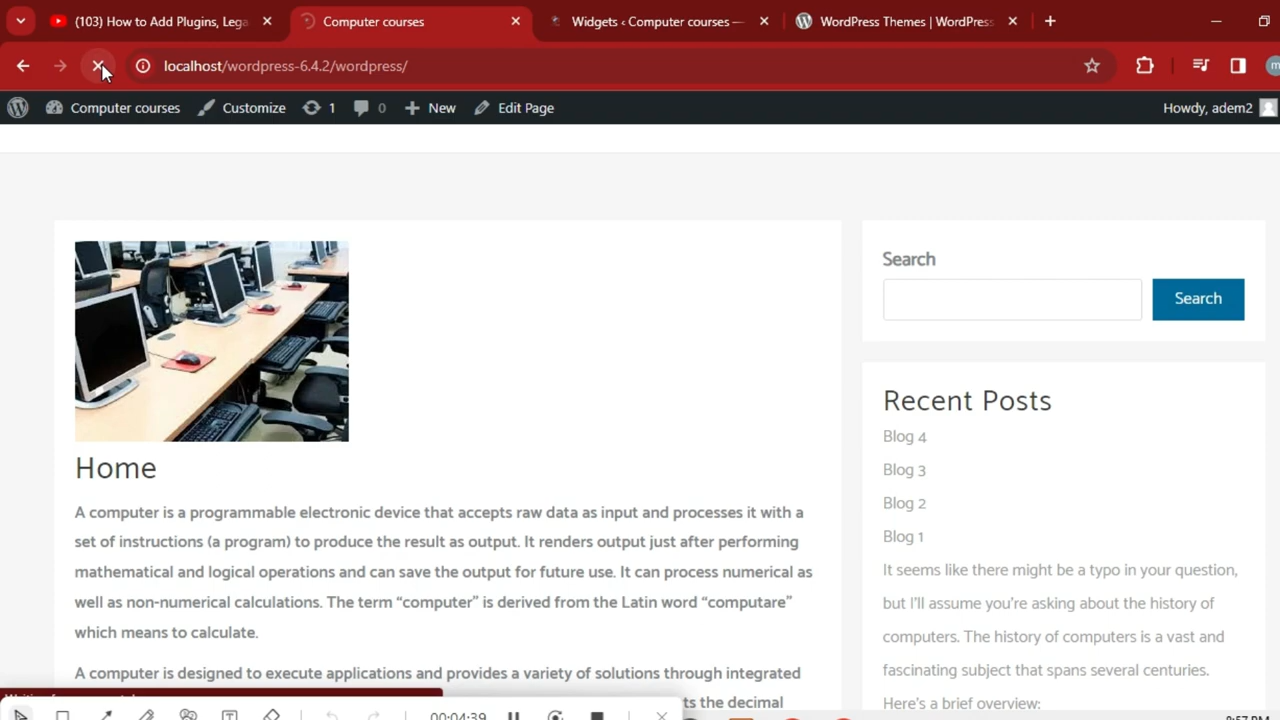 (103) How to Add Plugins, Lega
Computer courses
Widgets ‹ Computer courses —
WordPress Themes | WordPress
localhost/wordpress-6.4.2/wordpress/
Computer courses
Customize
1
0
New
Edit Page
Howdy, adem2
Search
Search
Recent Posts
Blog 4
Blog 3
Blog 2
Blog 1
It seems like there might be a typo in your question,
but I'll assume you're asking about the history of
computers. The history of computers is a vast and
fascinating subject that spans several centuries.
Here's a brief overview:
Home
A computer is a programmable electronic device that accepts raw data as input and processes it with a
set of instructions (a program) to produce the result as output. It renders output just after performing
mathematical and logical operations and can save the output for future use. It can process numerical as
well as non-numerical calculations. The term “computer” is derived from the Latin word “computare”
which means to calculate.
A computer is designed to execute applications and provides a variety of solutions through integrated
ts the decimal
00:04:39
8:57 PM